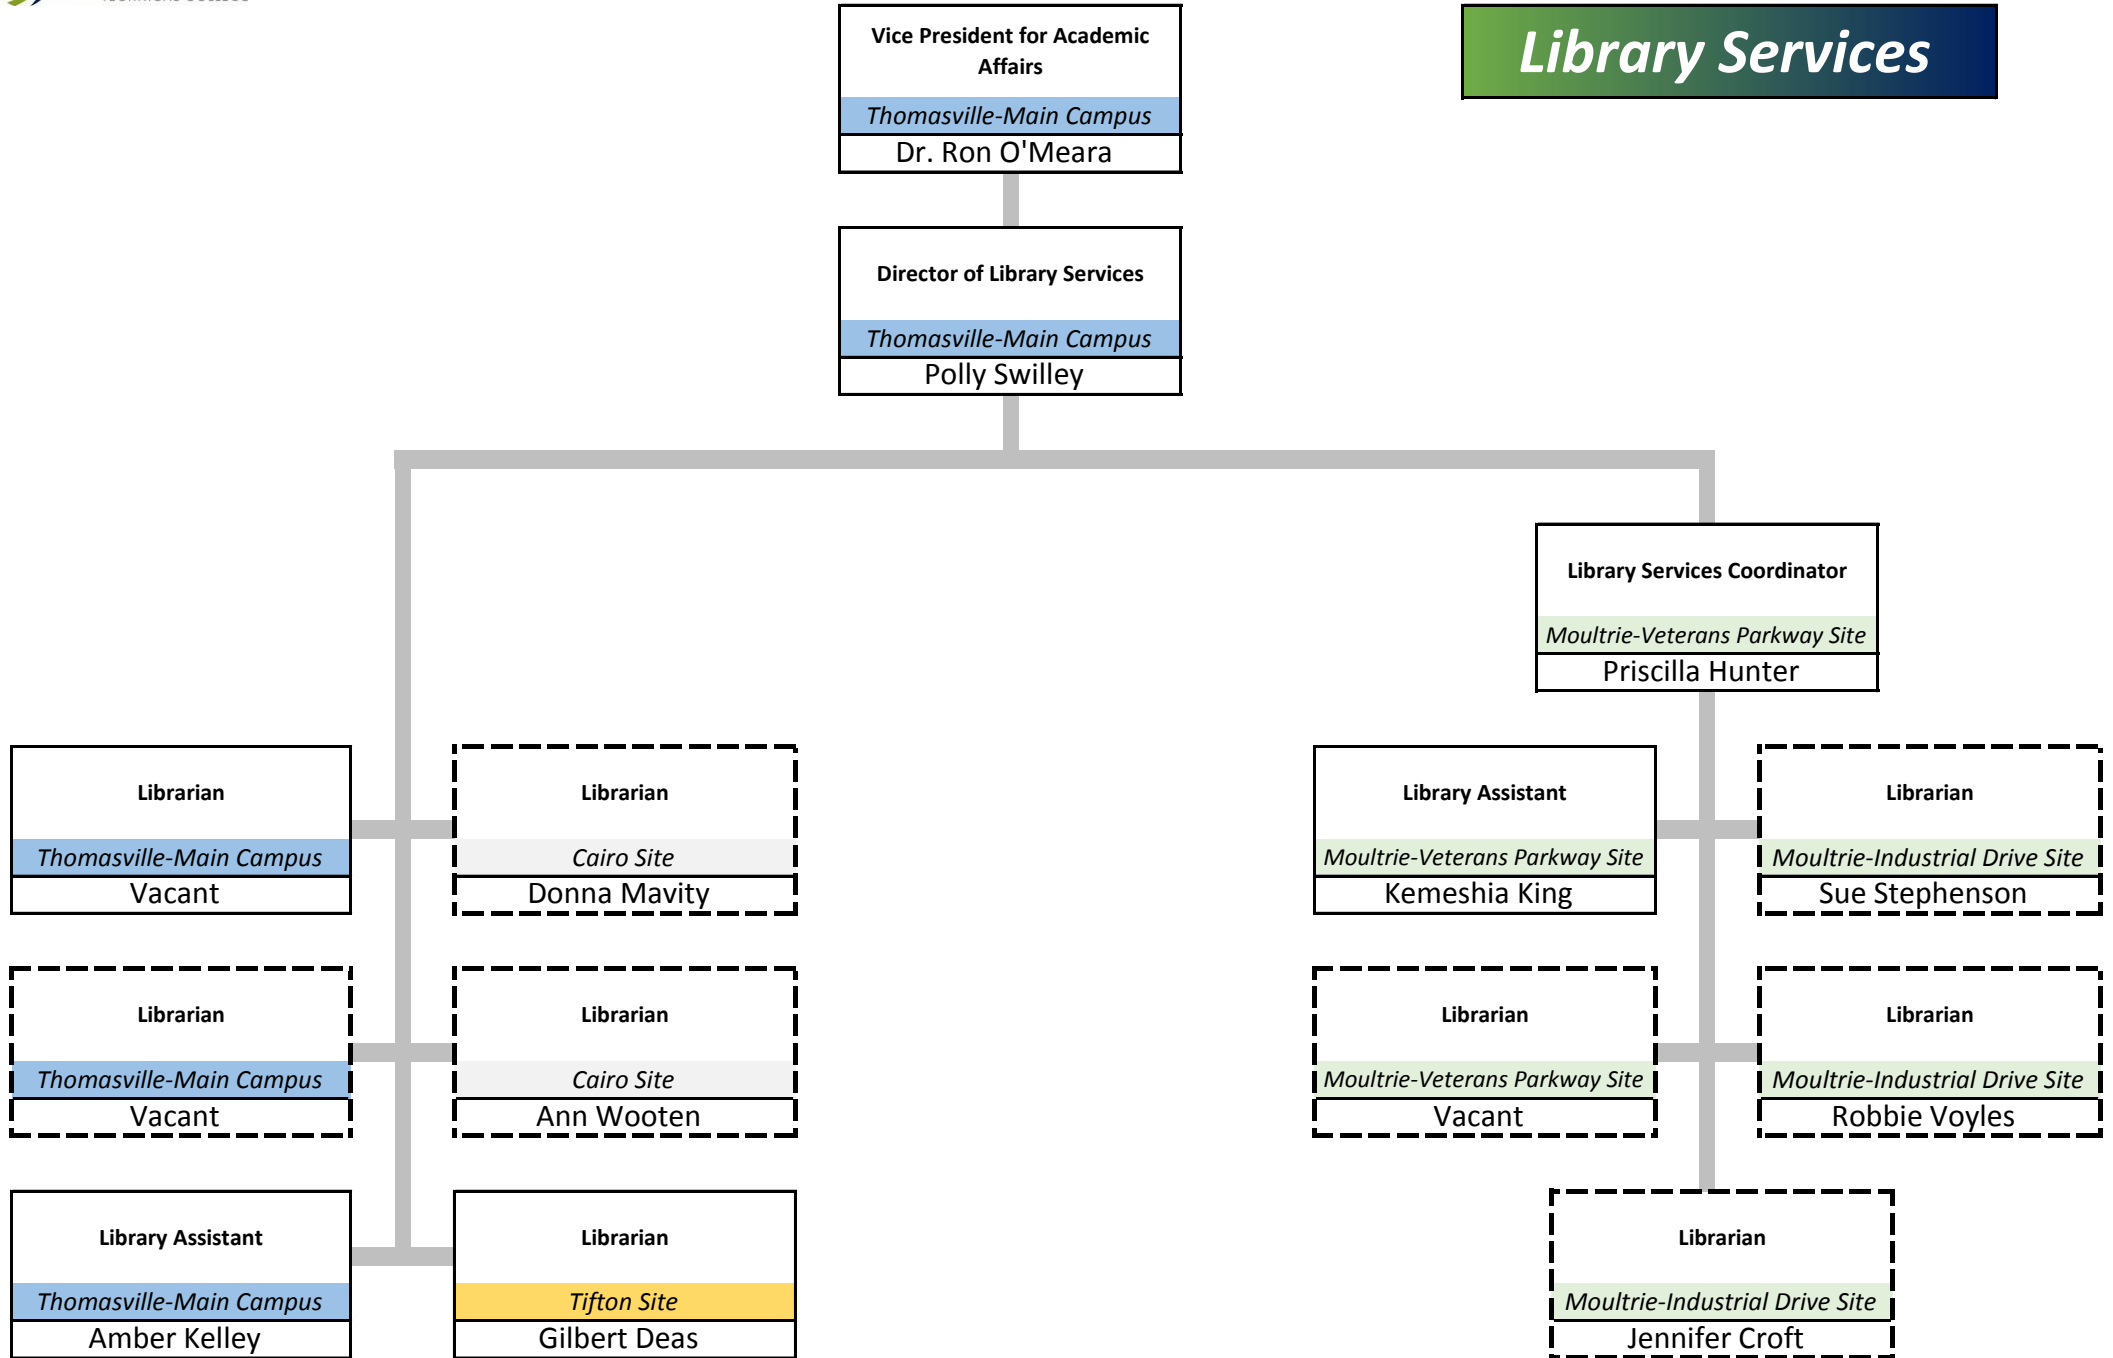 Vice President for Academic
Affairs
Thomasville-Main Campus
Dr. Ron O'Meara
Library Services
Director of Library Services
Thomasville-Main Campus
Polly Swilley
Library Services Coordinator
Moultrie-Veterans Parkway Site
Priscilla Hunter
Librarian
Thomasville-Main Campus
Vacant
Librarian
Cairo Site
Donna Mavity
Library Assistant
Moultrie-Veterans Parkway Site
Kemeshia King
Librarian
Moultrie-Industrial Drive Site
Sue Stephenson
Librarian
Thomasville-Main Campus
Vacant
Librarian
Cairo Site
Ann Wooten
Librarian
Moultrie-Veterans Parkway Site
Vacant
Librarian
Moultrie-Industrial Drive Site
Robbie Voyles
Library Assistant
Thomasville-Main Campus
Amber Kelley
Librarian
Tifton Site
Gilbert Deas
Librarian
Moultrie-Industrial Drive Site
Jennifer Croft